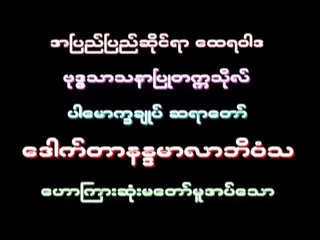 အပြည်ပြည်ဆိုင်ရာ ထေရဝါဒ
ဗုဒ္ဓသာသနာပြုတက္ကသိုလ်
ပါမောက္ခချုပ် ဆရာတော်
ဒေါက်တာနန္ဒမာလာဘိဝံသ
ဟောကြားဆုံးမတော်မူအပ်သော